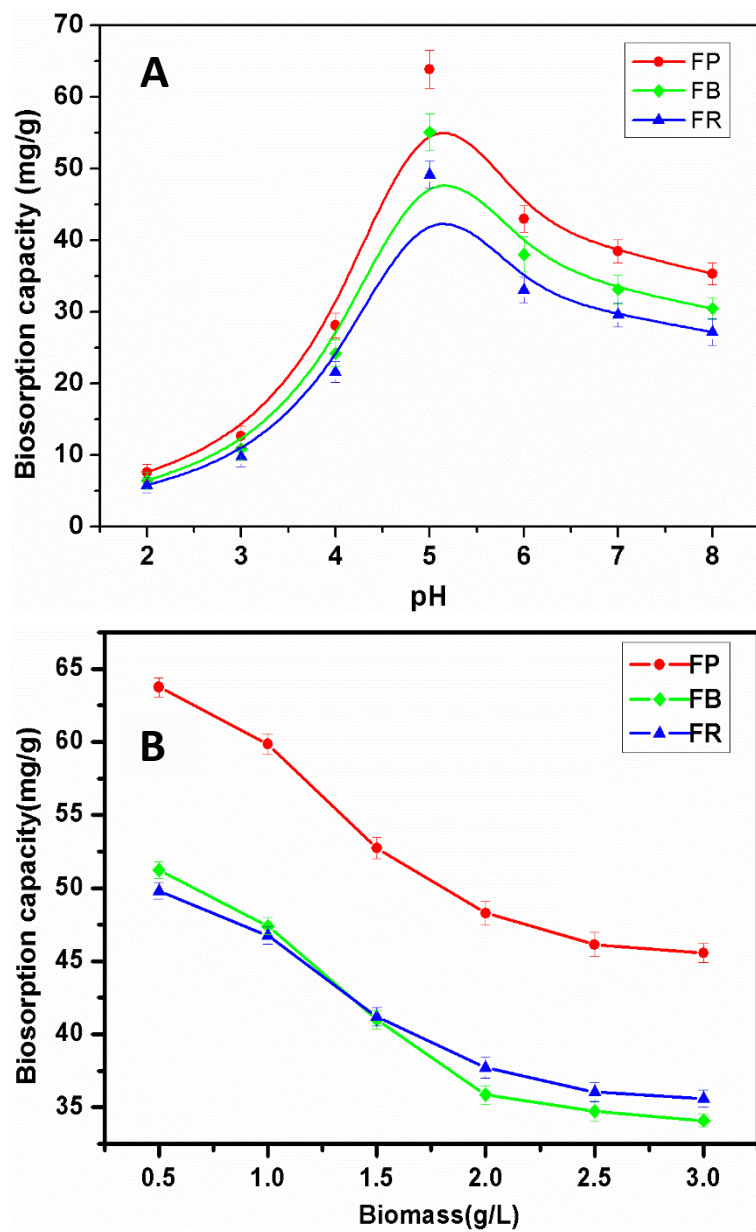 A
FP
FB
FR
Biosorption capacity (mg/g)
70
60
50
40
30
20
10
0
2 3 4 5 6 7 8
pH
B
FP
FB
FR
Biosorption capacity(mg/g)
65
60
55
50
45
40
35
0.5 1.0 1.5 2.0 2.5 3.0
Biomass(g/L)